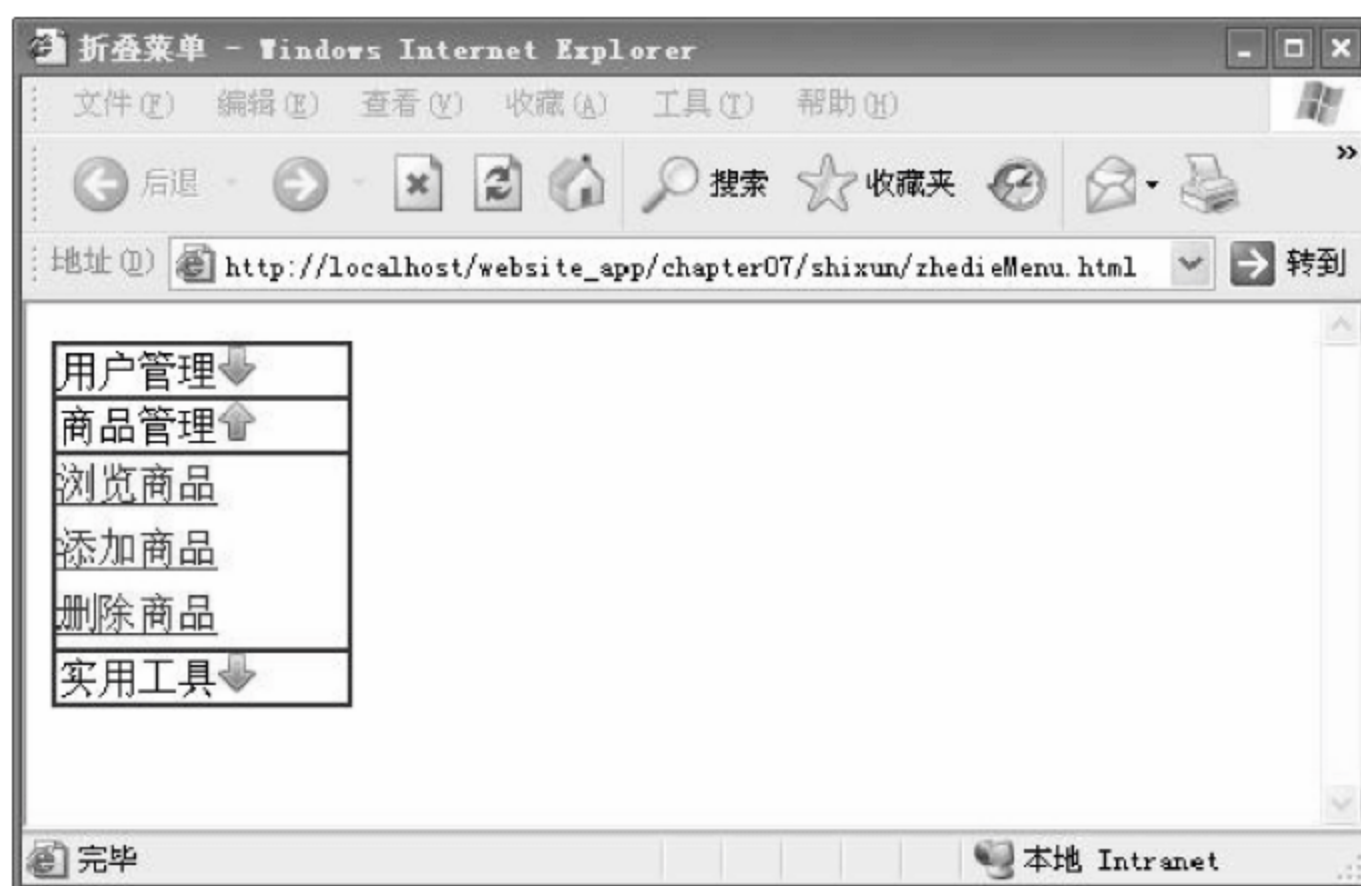 折叠菜单 - Windows Internet Explorer
文件(F) 编辑(E) 查看(V) 收藏(A) 工具(T) 帮助(H)
后退 搜索 收藏夹 »
地址(D) http://localhost/website_app/chapter07/shixun/zhedieMenu.html 转到
用户管理
商品管理
浏览商品
添加商品
删除商品
实用工具
完毕 本地 Intranet